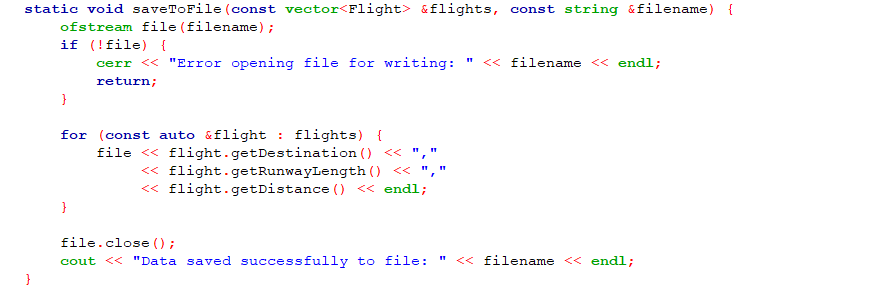 static void saveToFile(const vector<Flight> &flights, const string &filename) {
    ofstream file(filename);
    if (!file) {
        cerr << "Error opening file for writing: " << filename << endl;
        return;
    }

    for (const auto &flight : flights) {
        file << flight.getDestination() << ","
             << flight.getRunwayLength() << ","
             << flight.getDistance() << endl;
    }

    file.close();
    cout << "Data saved successfully to file: " << filename << endl;
}